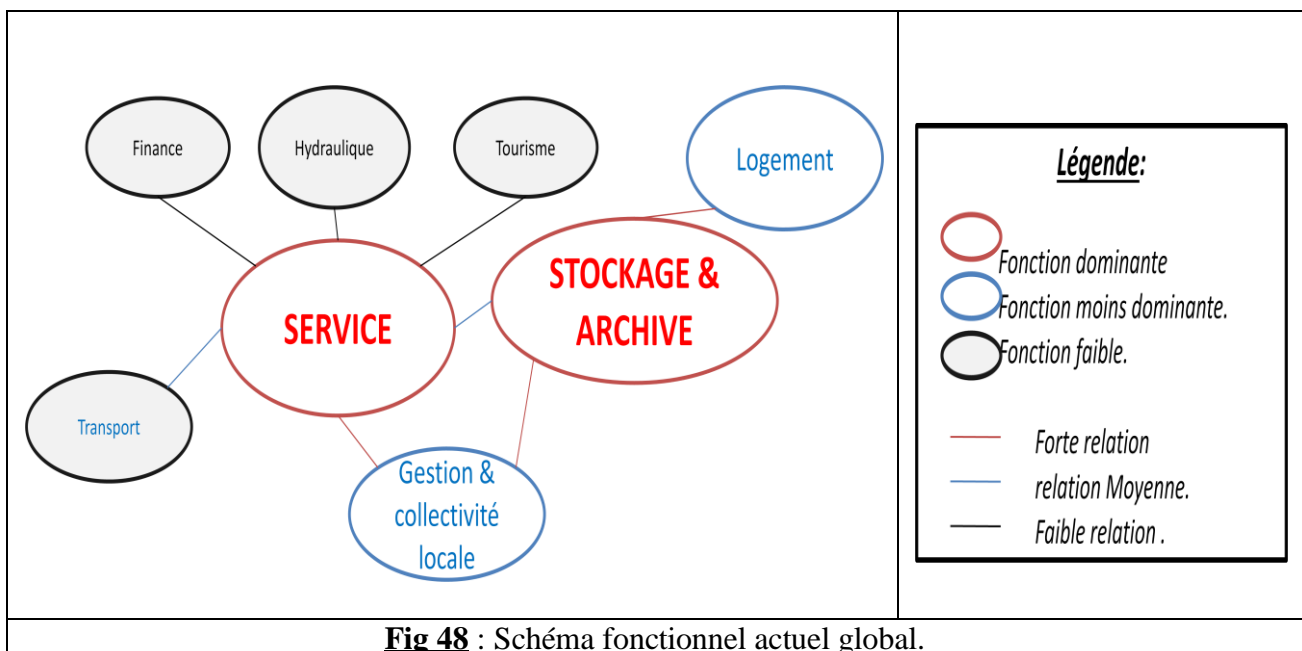 Finance
Hydraulique
Tourisme
Logement
STOCKAGE &
ARCHIVE
SERVICE
Transport
Gestion &
collectivité
locale
Légende:
Fonction dominante
Fonction moins dominante.
Fonction faible.
Forte relation
relation Moyenne.
Faible relation .
Fig 48 : Schéma fonctionnel actuel global.